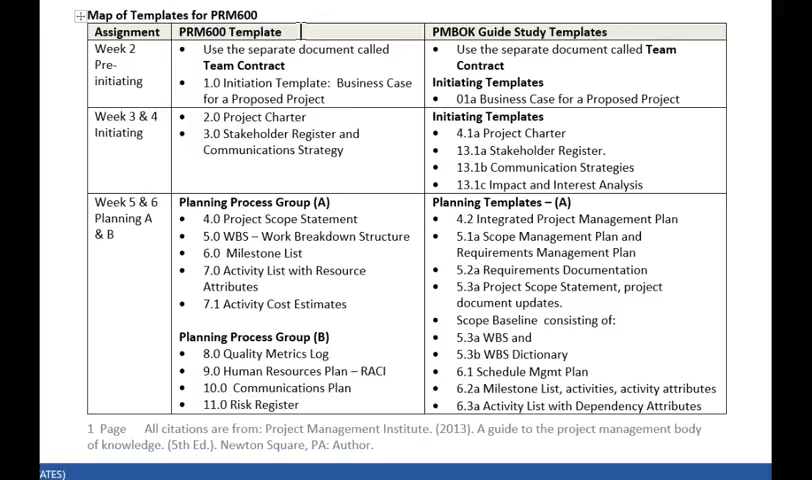 Map of Templates for PRM600
Assignment PRM600 Template PMBOK Guide Study Templates
Week 2
Pre-
initiating
• Use the separate document called
Team Contract
• 1.0 Initiation Template: Business Case
for a Proposed Project
• Use the separate document called Team
Contract
Initiating Templates
• 01a Business Case for a Proposed Project
Week 3 & 4
Initiating
• 2.0 Project Charter
• 3.0 Stakeholder Register and
Communications Strategy
Initiating Templates
• 4.1a Project Charter
• 13.1a Stakeholder Register.
• 13.1b Communication Strategies
• 13.1c Impact and Interest Analysis
Week 5 & 6
Planning A
& B
Planning Process Group (A)
• 4.0 Project Scope Statement
• 5.0 WBS – Work Breakdown Structure
• 6.0 Milestone List
• 7.0 Activity List with Resource
Attributes
• 7.1 Activity Cost Estimates
Planning Process Group (B)
• 8.0 Quality Metrics Log
• 9.0 Human Resources Plan – RACI
• 10.0 Communications Plan
• 11.0 Risk Register
Planning Templates – (A)
• 4.2 Integrated Project Management Plan
• 5.1a Scope Management Plan and
Requirements Management Plan
• 5.2a Requirements Documentation
• 5.3a Project Scope Statement, project
document updates.
• Scope Baseline consisting of:
• 5.3a WBS and
• 5.3b WBS Dictionary
• 6.1 Schedule Mgmt Plan
• 6.2a Milestone List, activities, activity attributes
• 6.3a Activity List with Dependency Attributes
1 Page All citations are from: Project Management Institute. (2013). A guide to the project management body
of knowledge. (5th Ed.). Newton Square, PA: Author.
ATES)